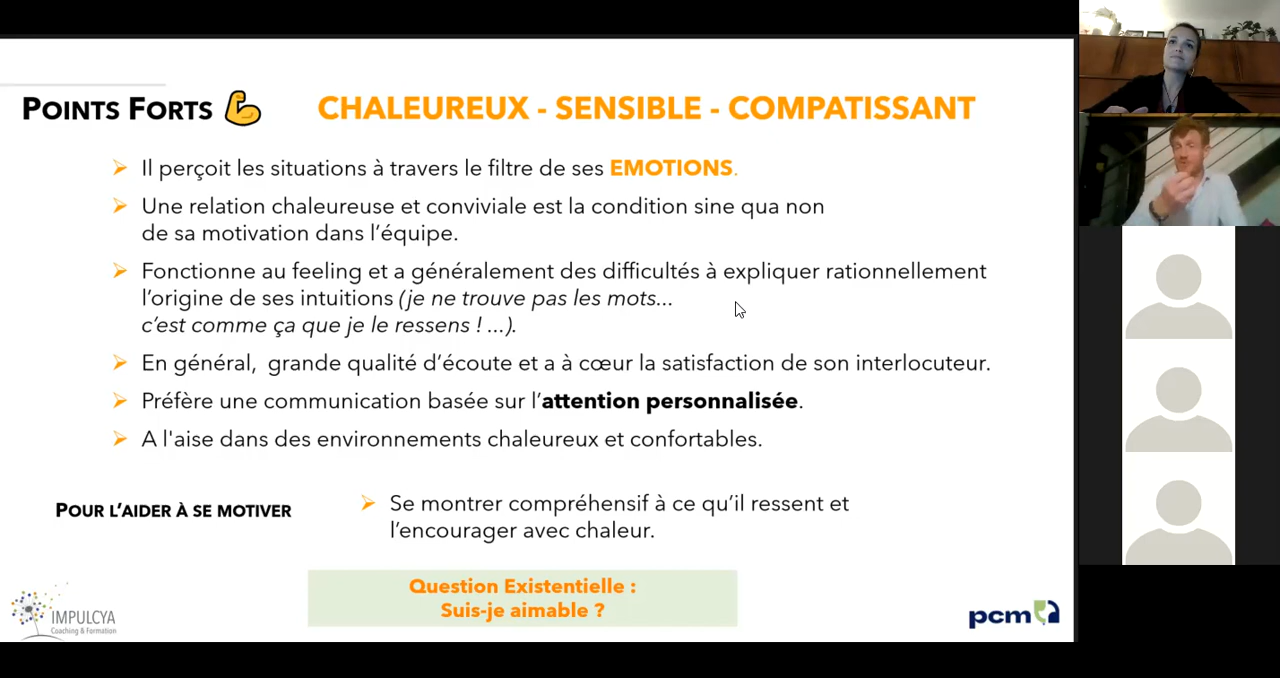 POINTS FORTS 💪
CHALEUREUX - SENSIBLE - COMPATISSANT
Il perçoit les situations à travers le filtre de ses EMOTIONS.
Une relation chaleureuse et conviviale est la condition sine qua non
de sa motivation dans l'équipe.
Fonctionne au feeling et a généralement des difficultés à expliquer rationnellement
l'origine de ses intuitions (je ne trouve pas les mots...
c'est comme ça que je le ressens ! ...).
En général, grande qualité d'écoute et a à cœur la satisfaction de son interlocuteur.
Préfère une communication basée sur l'attention personnalisée.
A l'aise dans des environnements chaleureux et confortables.
POUR L'AIDER À SE MOTIVER
Se montrer compréhensif à ce qu'il ressent et
l'encourager avec chaleur.
Question Existentielle :
Suis-je aimable ?
IMPULCYA
Coaching & Formation
pcm